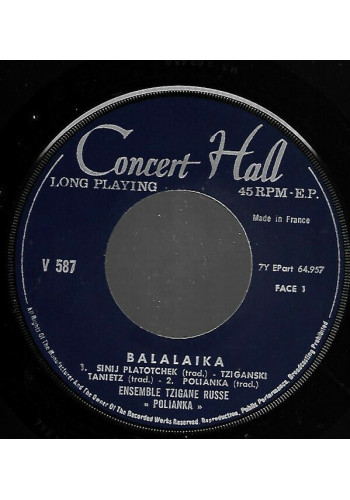 Concert Hall
LONG PLAYING
45 RPM - E.P.
Made in France
V 587
7Y EPart 64.957
FACE 1
BALALAIKA
1. SINIJ PLATOTCHEK (trad.) - TZIGANSKI
TANIETZ (trad.) - 2. POLIANKA (trad.)
ENSEMBLE TZIGANE RUSSE
« POLIANKA »
All Rights Of The Manufacturer And The Owner Of The Recorded Works Reserved. Reproduction Broadcasting Prohibited